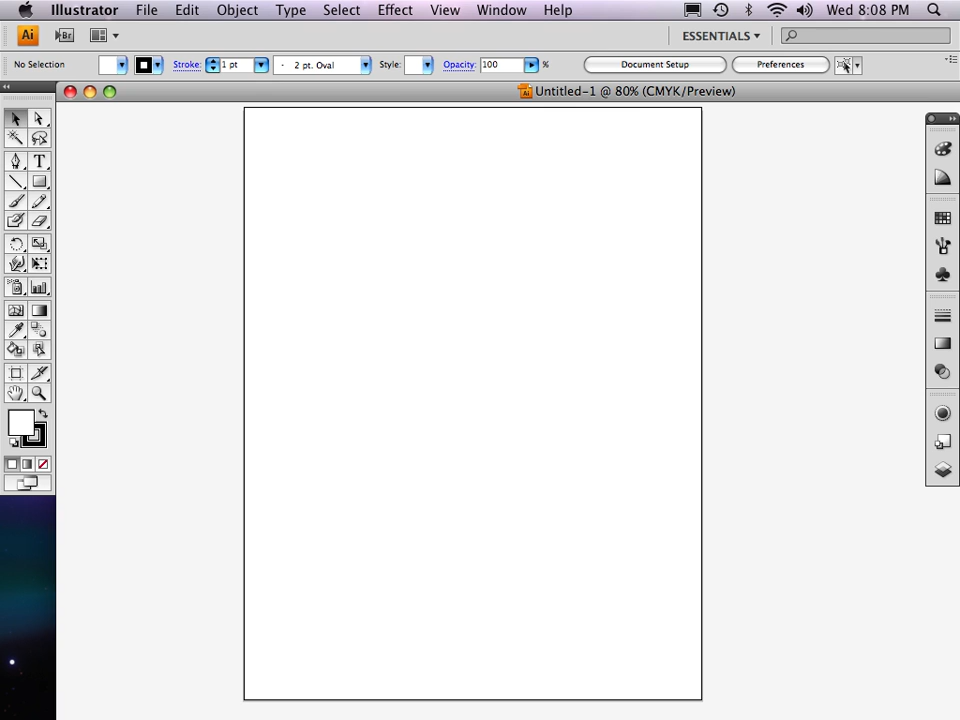 Illustrator File Edit Object Type Select Effect View Window Help Wed 8:08 PM
Ai Br ESSENTIALS
No Selection Stroke: 1 pt 2 pt. Oval Style: Opacity: 100 % Document Setup Preferences
Ai Untitled-1 @ 80% (CMYK/Preview)
T